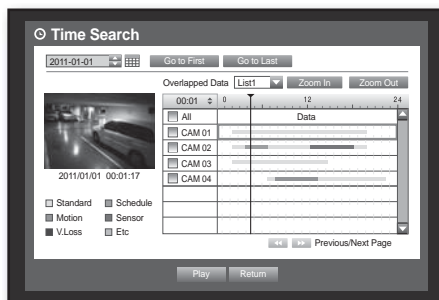 Time Search
2011-01-01 Go to First Go to Last
Overlapped Data List1 Zoom In Zoom Out
00:01 0 12 24
All Data
CAM 01
CAM 02
CAM 03
CAM 04
2011/01/01 00:01:17
Standard Schedule
Motion Sensor
V.Loss Etc
Previous/Next Page
Play Return